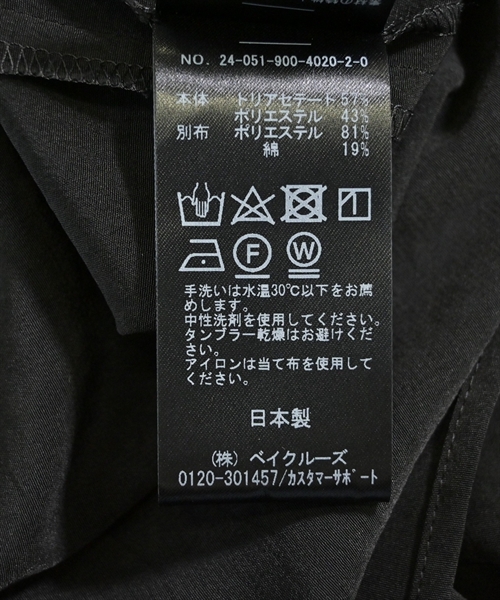 NO. 24-051-900-4020-2-0
本体 トリアセテート 57%
ポリエステル 43%
別布 ポリエステル 81%
綿 19%
F W
手洗いは水温30℃以下をお薦
めします。
中性洗剤を使用してください。
タンブラー乾燥はお避けくだ
さい。
アイロンは当て布を使用して
ください。
日本製
(株) ベイクルーズ
0120-301457/ｶｽﾀﾏｰｻﾎﾟｰﾄ